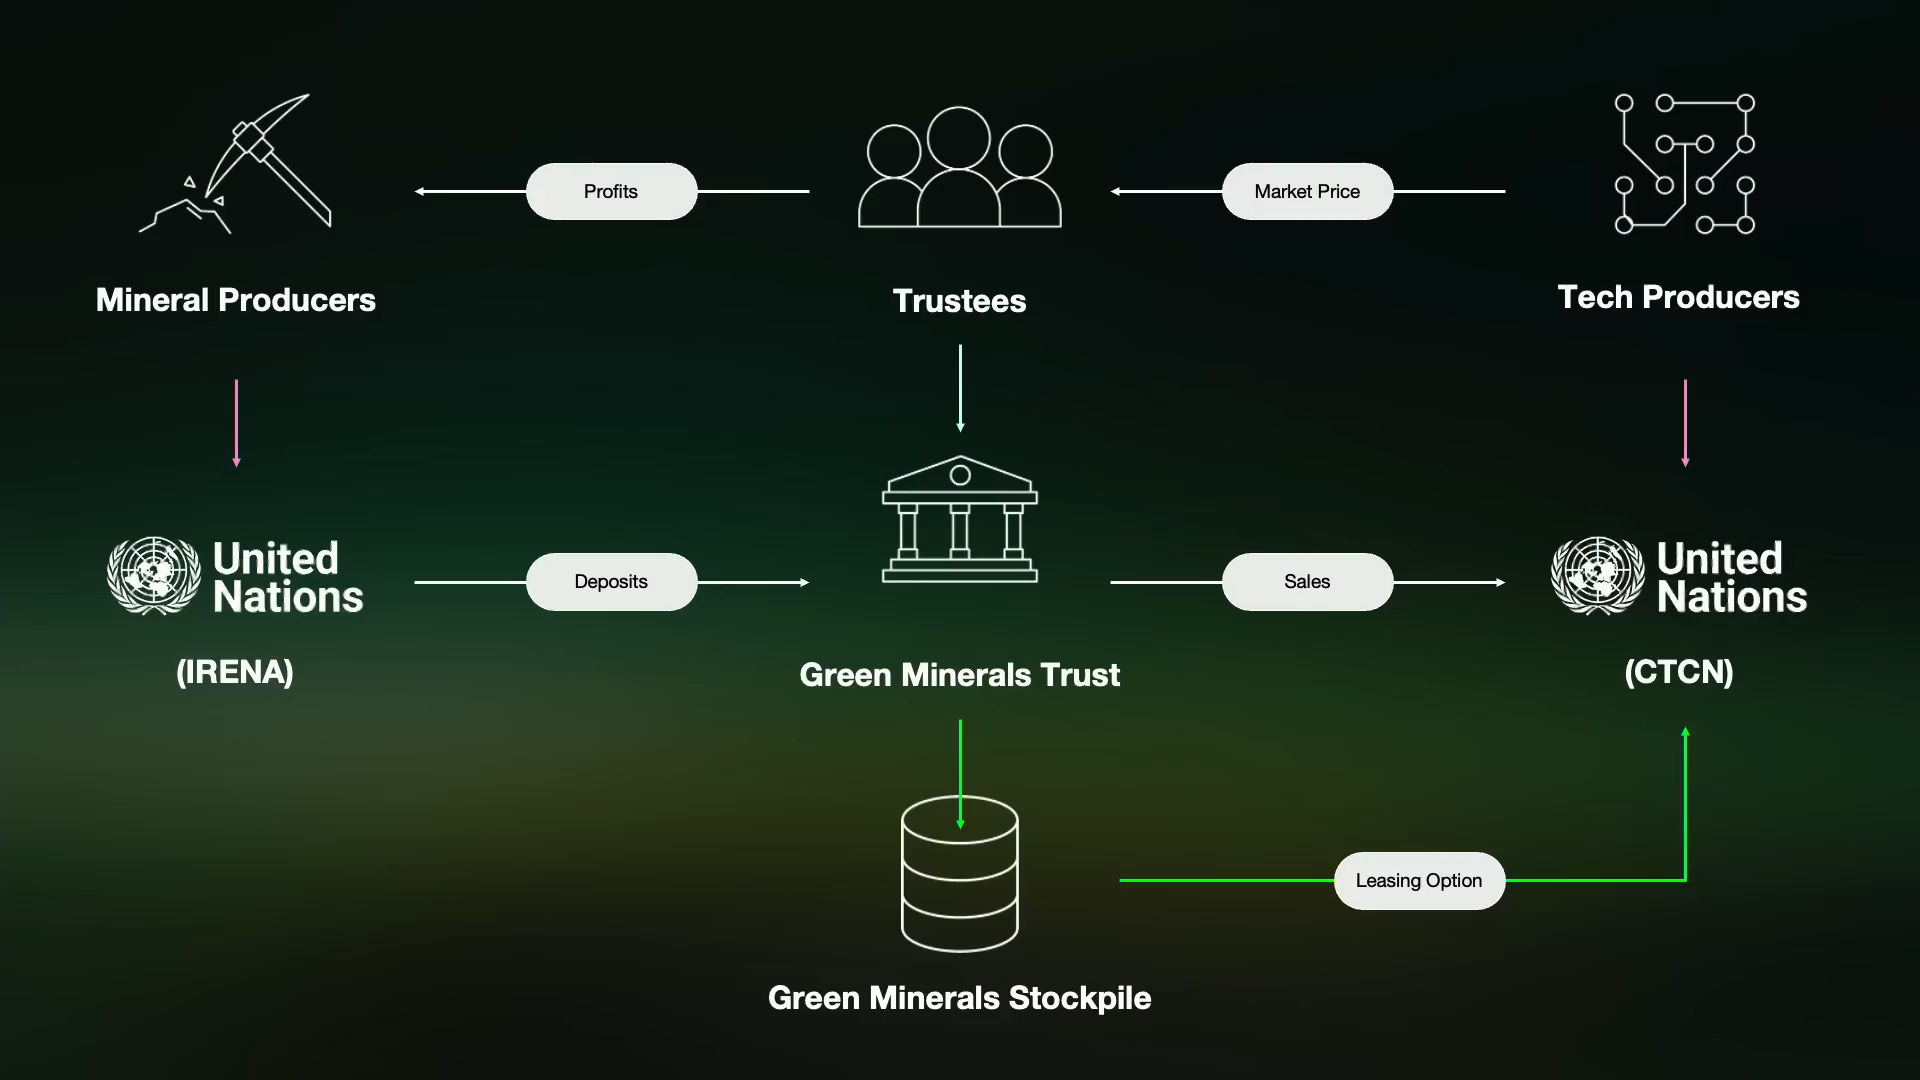 Profits
Market Price
Mineral Producers
Trustees
Tech Producers
United
Nations
Deposits
Sales
United
Nations
(IRENA)
Green Minerals Trust
(CTCN)
Leasing Option
Green Minerals Stockpile